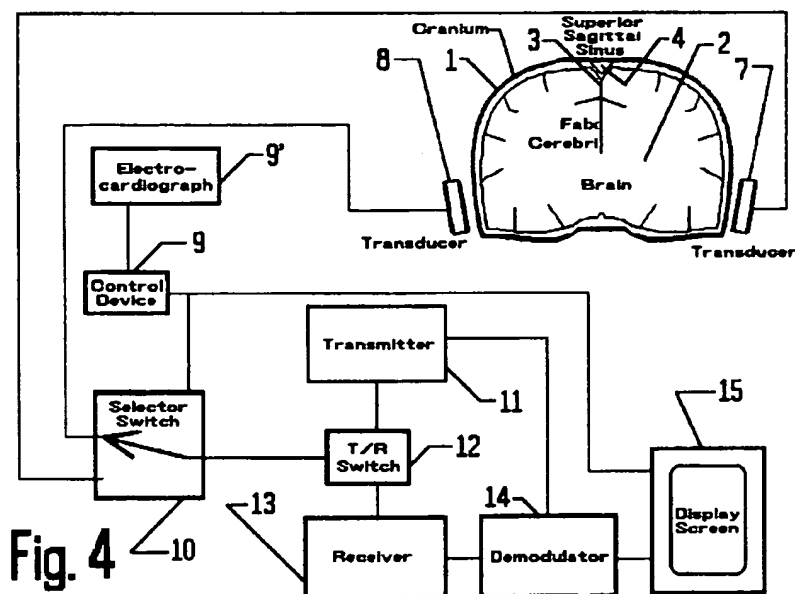 Cranium
Superior
Sagittal
Sinus
3
4
2
8
1
7
Falx
Cerebri
Electro-
cardiograph
9'
Brain
Transducer
Transducer
9
Control
Device
Transmitter
11
15
Selector
Switch
T/R
Switch
12
14
Display
Screen
13
Receiver
Demodulator
10
Fig. 4